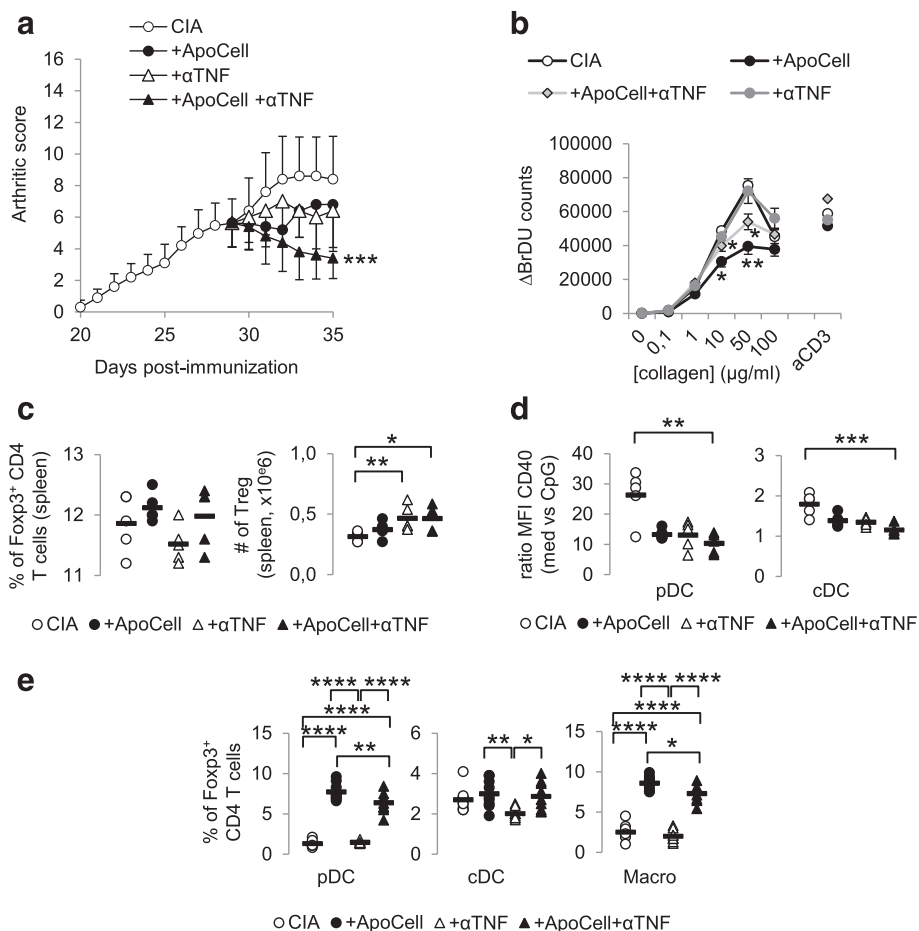 a
CIA
+ApoCell
+αTNF
+ApoCell +αTNF
Arthritic score
16
14
12
10
8
6
4
2
0
***
20 25 30 35
Days post-immunization
b
CIA +ApoCell
+ApoCell+αTNF +αTNF
ΔBrDU counts
100000
80000
60000
40000
20000
0
*
*
*
**
0 0,1 1 10 50 100 aCD3
[collagen] (µg/ml)
c
% of Foxp3+ CD4
T cells (spleen)
13
12
11
# of Treg
(spleen, x10e6)
1,0
0,5
0,0
*
**
CIA +ApoCell +αTNF +ApoCell+αTNF
d
ratio MFI CD40
(med vs CpG)
40
30
20
10
0
**
pDC
3
2
1
0
***
cDC
CIA +ApoCell +αTNF +ApoCell+αTNF
e
% of Foxp3+
CD4 T cells
15
10
5
0
**** ****
****
****
**
pDC
6
4
2
0
** *
cDC
15
10
5
0
**** ****
****
****
*
Macro
CIA +ApoCell +αTNF +ApoCell+αTNF